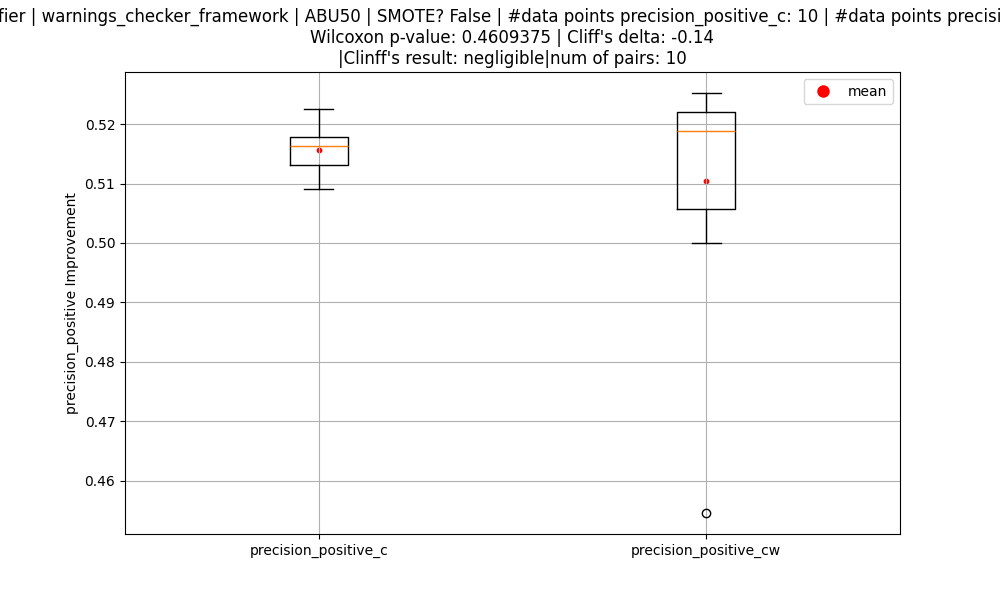 | warnings_checker_framework | ABU50 | SMOTE? False | #data points precision_positive_c: 10 | #data points
Wilcoxon p-value: 0.4609375 | Cliff's delta: -0.14
|Clinff's result: negligible|num of pairs: 10
mean
0.52
0.51
0.50
0.49
0.48
0.47
0.46
precision_positive Improvement
precision_positive_c
precision_positive_cw